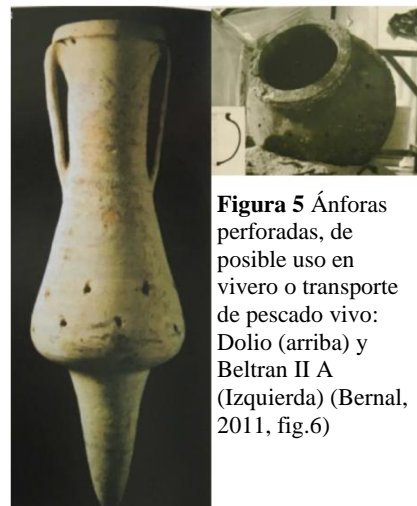 Figura 5 Ánforas
perforadas, de
posible uso en
vivero o transporte
de pescado vivo:
Dolio (arriba) y
Beltran II A
(Izquierda) (Bernal,
2011, fig.6)